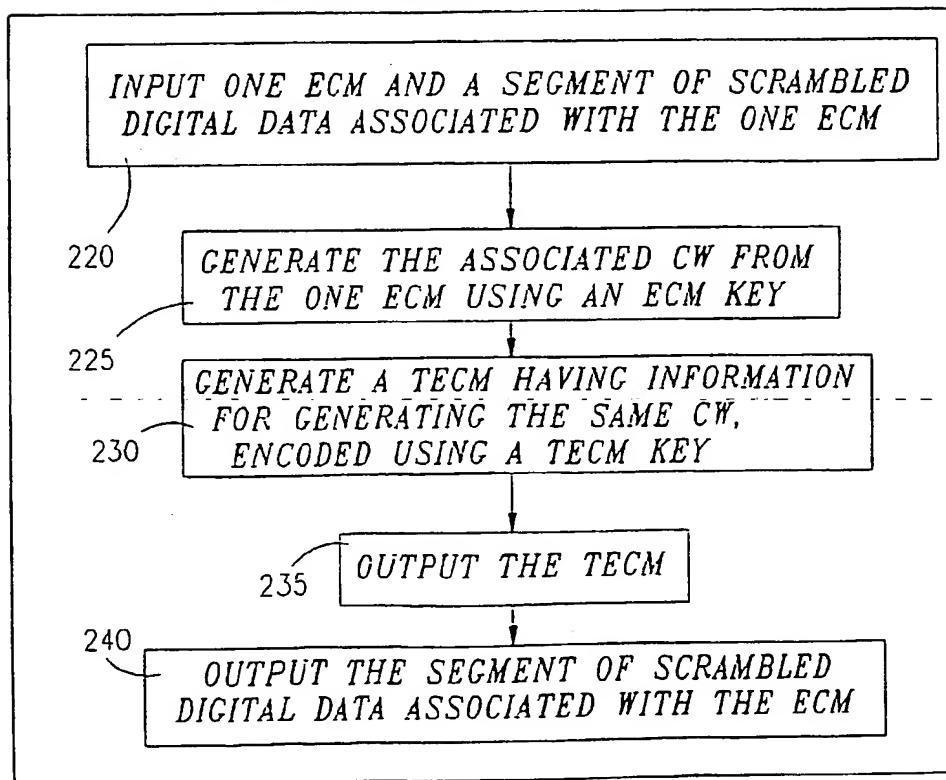 INPUT ONE ECM AND A SEGMENT OF SCRAMBLED
DIGITAL DATA ASSOCIATED WITH THE ONE ECM
220
GENERATE THE ASSOCIATED CW FROM
THE ONE ECM USING AN ECM KEY
225
GENERATE A TECM HAVING INFORMATION
FOR GENERATING THE SAME CW,
ENCODED USING A TECM KEY
230
OUTPUT THE TECM
235
240
OUTPUT THE SEGMENT OF SCRAMBLED
DIGITAL DATA ASSOCIATED WITH THE ECM